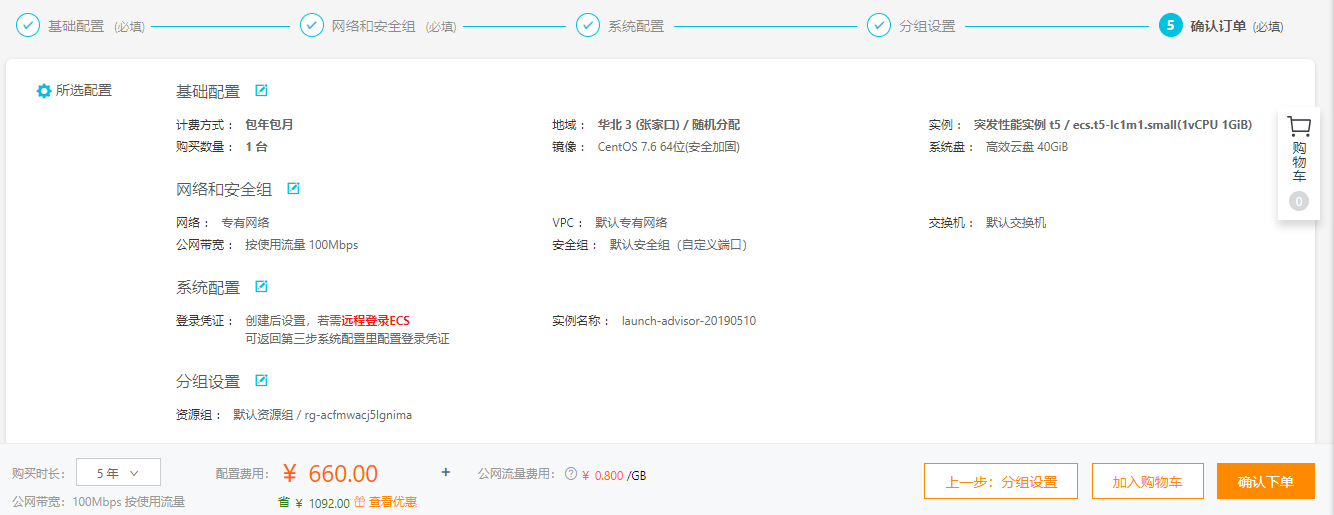 基础配置 (必填) 网络和安全组 (必填) 系统配置 分组设置 5 确认订单 (必填)
所选配置 基础配置
计费方式： 包年包月 地域： 华北 3 (张家口) / 随机分配 实例： 突发性能实例 t5 / ecs.t5-lc1m1.small(1vCPU 1GiB)
购买数量： 1 台 镜像： CentOS 7.6 64位(安全加固) 系统盘： 高效云盘 40GiB
购物车
0
网络和安全组
网络： 专有网络 VPC： 默认专有网络 交换机： 默认交换机
公网带宽： 按使用流量 100Mbps 安全组： 默认安全组（自定义端口）
系统配置
登录凭证： 创建后设置，若需远程登录ECS 实例名称： launch-advisor-20190510
可返回第三步系统配置里配置登录凭证
分组设置
资源组： 默认资源组 / rg-acfmwacj5lgnima
购买时长： 5 年 配置费用： ¥ 660.00 + 公网流量费用： ? ¥ 0.800 /GB 上一步：分组设置 加入购物车 确认下单
公网带宽： 100Mbps 按使用流量 省 ¥ 1092.00 查看优惠